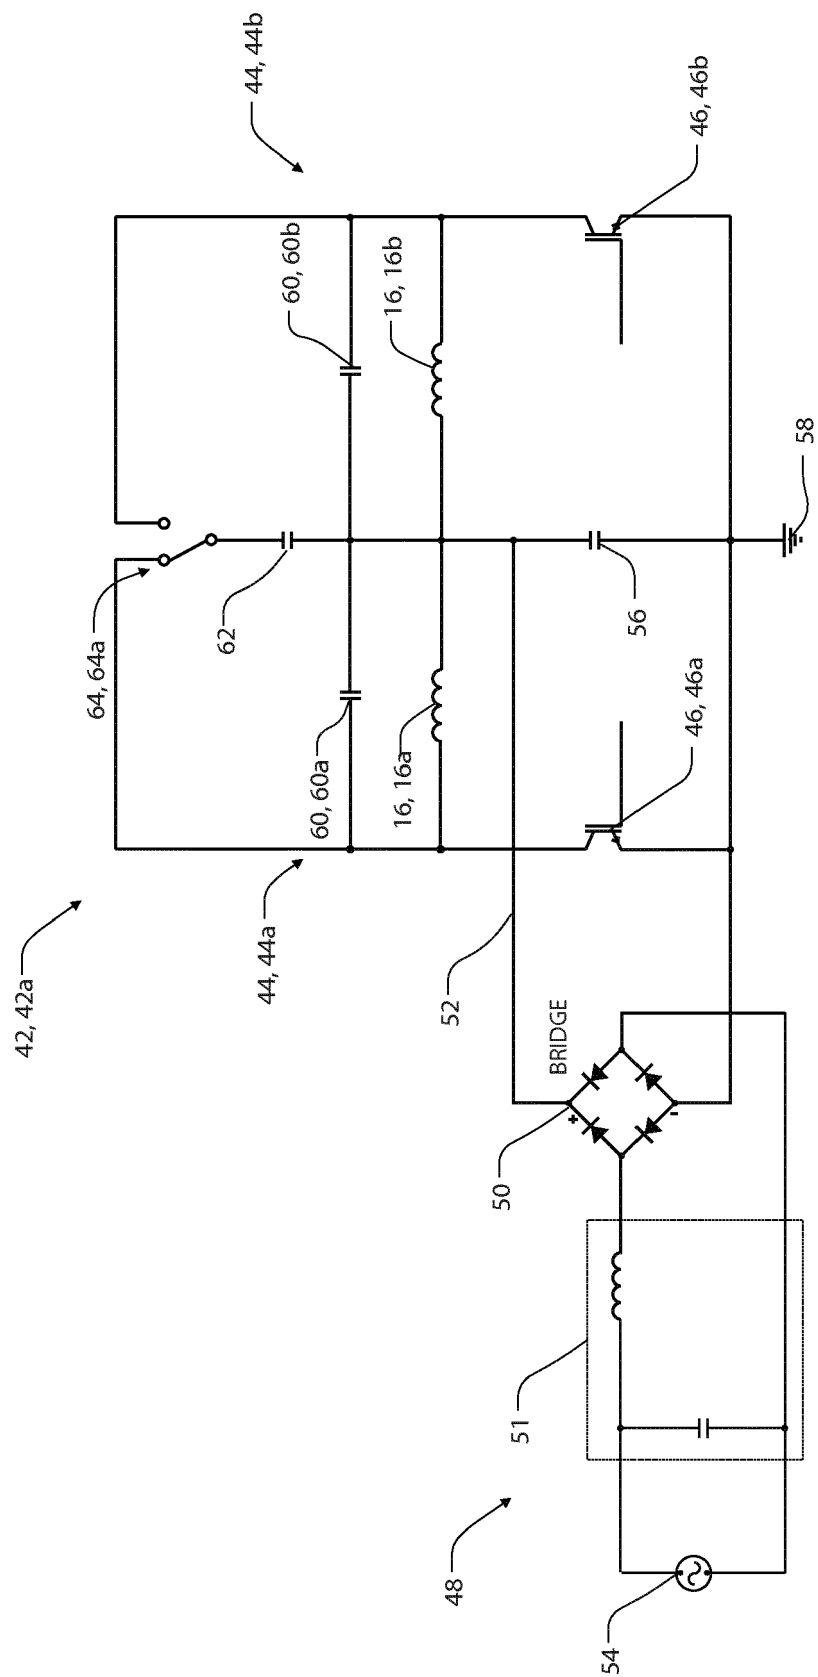 44, 44b
46, 46b
60, 60b
16, 16b
58
64, 64a
62
56
60, 60a
16, 16a
46, 46a
44, 44a
42, 42a
52
BRIDGE
+
-
50
51
48
54